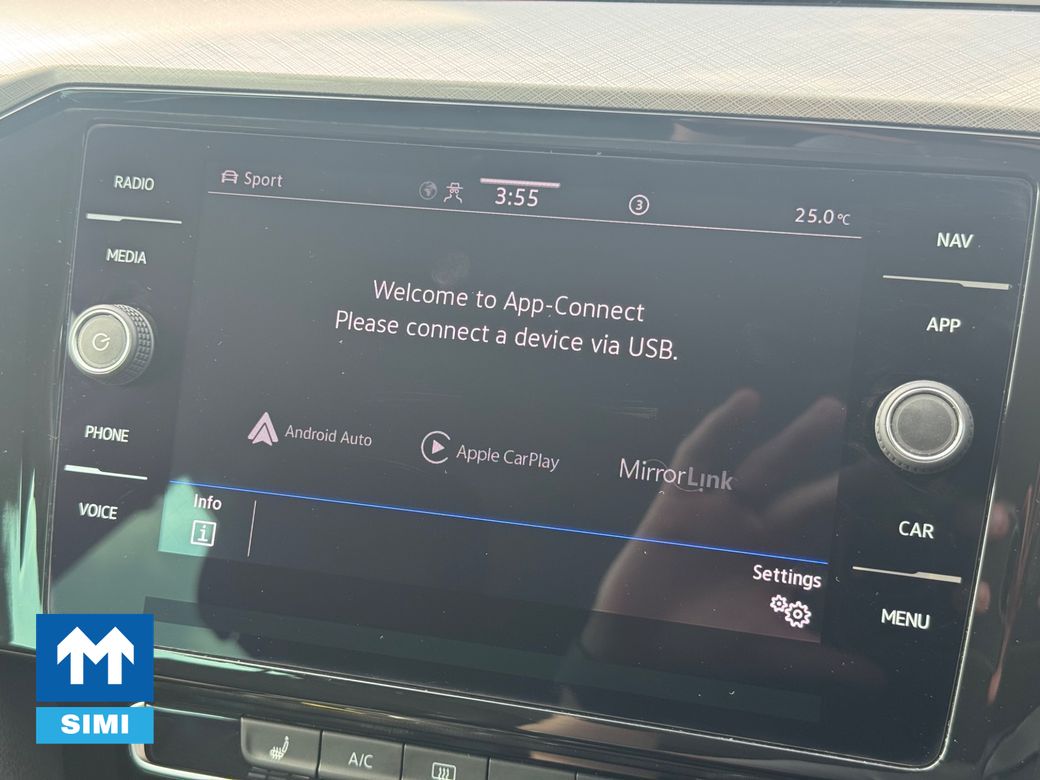 RADIO
MEDIA
PHONE
VOICE
Sport
3:55
3
25.0 °C
Welcome to App-Connect
Please connect a device via USB.
Android Auto
Apple CarPlay
MirrorLink
Info
i
Settings
NAV
APP
CAR
MENU
A/C
SIMI